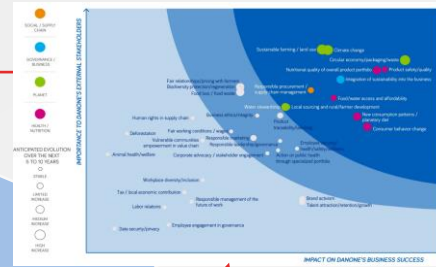 SOCIAL / SUPPLY
CHAIN
GOVERNANCE /
BUSINESS
PLANET
HEALTH /
NUTRITION
ANTICIPATED EVOLUTION
OVER THE NEXT
5 TO 10 YEARS
STABLE
LIMITED
INCREASE
MEDIUM
INCREASE
HIGH
INCREASE
IMPORTANCE TO DANONE'S EXTERNAL STAKEHOLDERS
Sustainable farming / land use
Climate change
Circular economy/packaging/waste
Nutritional quality of overall product portfolio
Product safety/quality
Integration of sustainability into the business
Fair relationships/pricing with farmers
Biodiversity protection/regeneration
Food loss / food waste
Responsible procurement /
supply chain management
Food/water access and affordability
Water stewardship
Local sourcing and rural/farmer development
Human rights in supply chain
Business ethics/integrity
Product
New consumption patterns /
planetary diet
Consumer behavior change
Deforestation
Fair working conditions / wages
Vulnerable communities
empowerment in value chain
Responsible marketing
Animal health/welfare
Corporate advocacy / stakeholder engagement
Action on public health
through specialized portfolio
Workplace diversity/inclusion
Tax / local economic contribution
Labor relations
Responsible management of the
future of work
Brand activism
Talent attraction/retention/growth
Data security/privacy
Employee engagement in governance
IMPACT ON DANONE'S BUSINESS SUCCESS